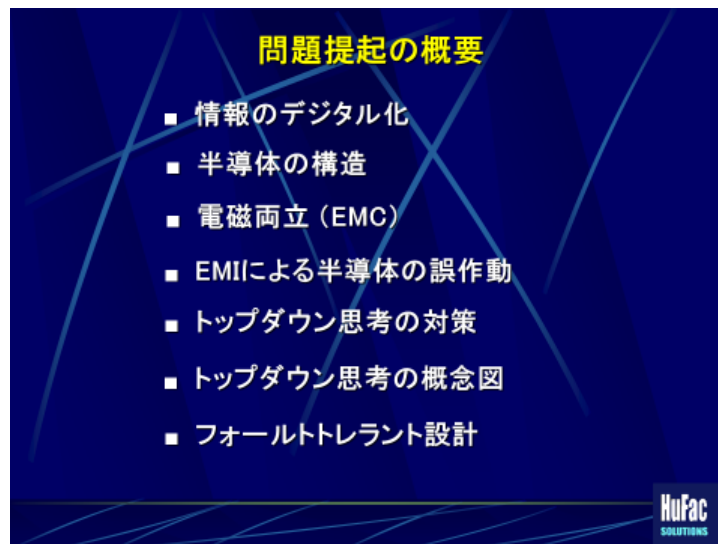 問題提起の概要
■ 情報のデジタル化
■ 半導体の構造
■ 電磁両立 (EMC)
■ EMIによる半導体の誤作動
■ トップダウン思考の対策
■ トップダウン思考の概念図
■ フォールトトレラント設計
HuFac
SOLUTIONS